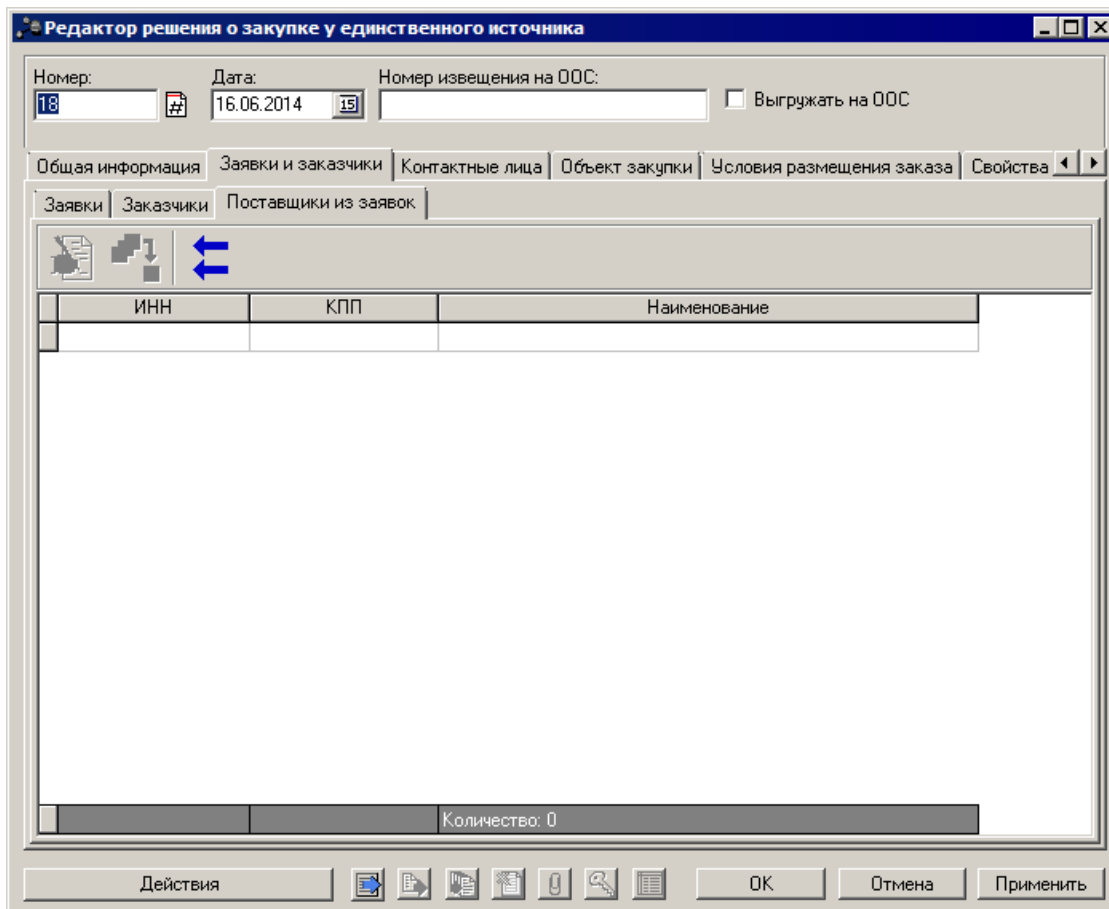 Редактор решения о закупке у единственного источника
Номер: Дата: Номер извещения на ООС:
18 16.06.2014 15 Выгружать на ООС
Общая информация Заявки и заказчики Контактные лица Объект закупки Условия размещения заказа Свойства
Заявки Заказчики Поставщики из заявок
ИНН КПП Наименование
Количество: 0
Действия OK Отмена Применить